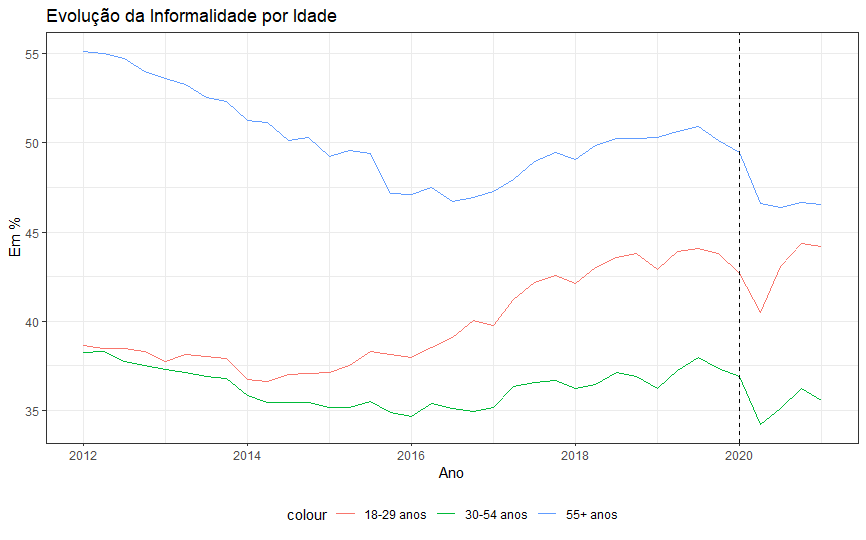 Evolução da Informalidade por Idade
55
50
45
40
35
Em %
2012 2014 2016 2018 2020
Ano
colour 18-29 anos 30-54 anos 55+ anos